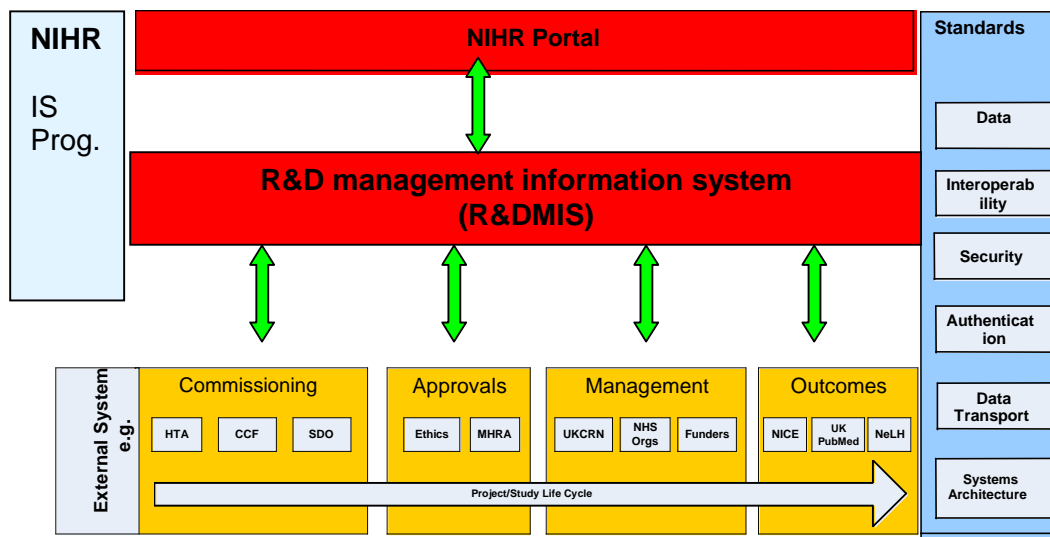 NIHR
IS
Prog.
NIHR Portal
R&D management information system
(R&DMIS)
Standards
Data
Interoperab
ility
Security
Authenticat
ion
Data
Transport
Systems
Architecture
External System
e.g.
Commissioning
HTA
CCF
SDO
Approvals
Ethics
MHRA
Management
UKCRN
NHS
Orgs
Funders
Outcomes
NICE
UK
PubMed
NeLH
Project/Study Life Cycle